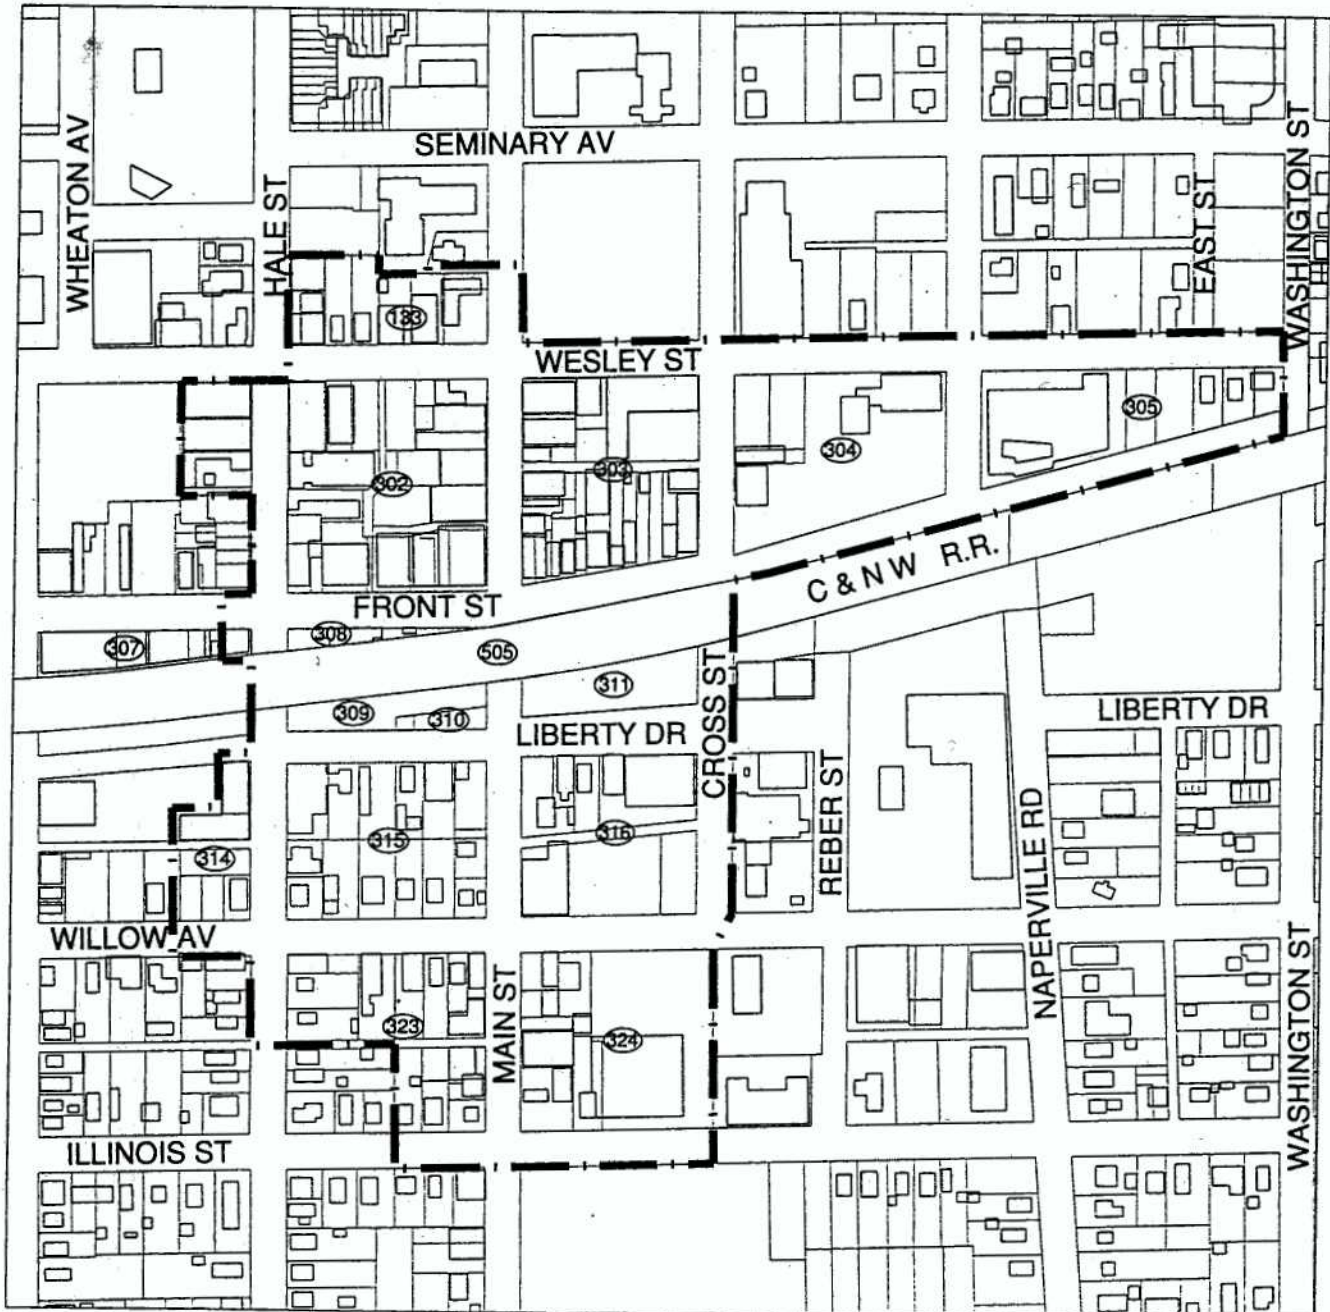 SEMINARY AV
WHEATON AV
HALE ST
EAST ST
WASHINGTON ST
133
WESLEY ST
305
304
303
302
C & N W R.R.
FRONT ST
308
307
505
311
309
310
CROSS ST
LIBERTY DR
LIBERTY DR
REBER ST
NAPERVILLE RD
315
316
314
WILLOW AV
MAIN ST
323
324
WASHINGTON ST
ILLINOIS ST